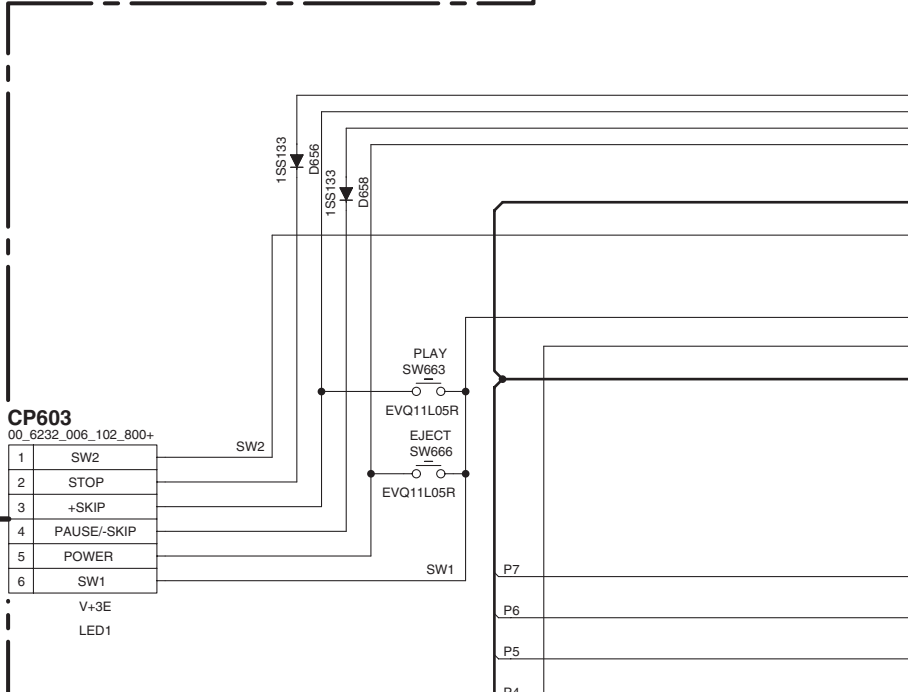 1SS133
D656
1SS133
D658
PLAY
SW663
EVQ11L05R
EJECT
SW666
EVQ11L05R
CP603
00_6232_006_102_800+
1 SW2
SW2
2 STOP
3 +SKIP
4 PAUSE/-SKIP
5 POWER
6 SW1
SW1
V+3E
LED1
P7
P6
P5
P4